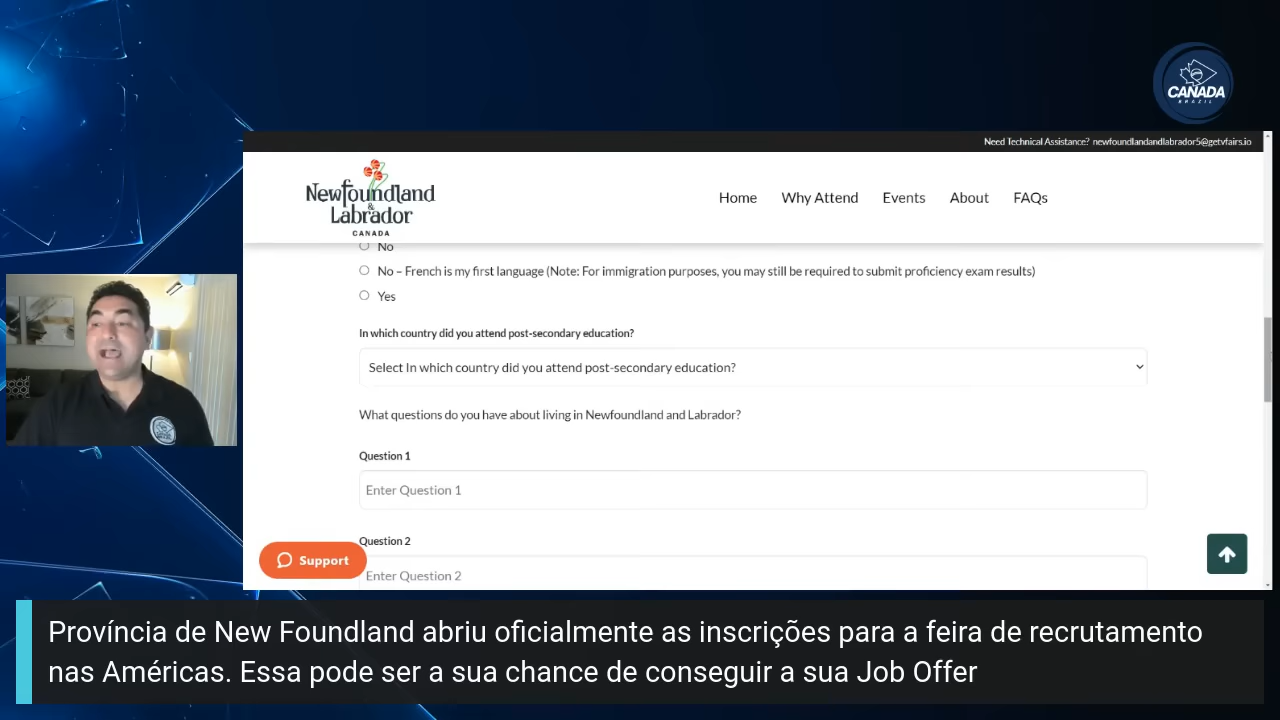 CANADA
BRAZIL
Need Technical Assistance? newfoundlandandlabrador5@getvfairs.io
Newfoundland
&
Labrador
CANADA
Home Why Attend Events About FAQs
No
No – French is my first language (Note: For immigration purposes, you may still be required to submit proficiency exam results)
Yes
In which country did you attend post-secondary education?
Select In which country did you attend post-secondary education?
What questions do you have about living in Newfoundland and Labrador?
Question 1
Enter Question 1
Question 2
Enter Question 2
Support
Província de New Foundland abriu oficialmente as inscrições para a feira de recrutamento
nas Américas. Essa pode ser a sua chance de conseguir a sua Job Offer